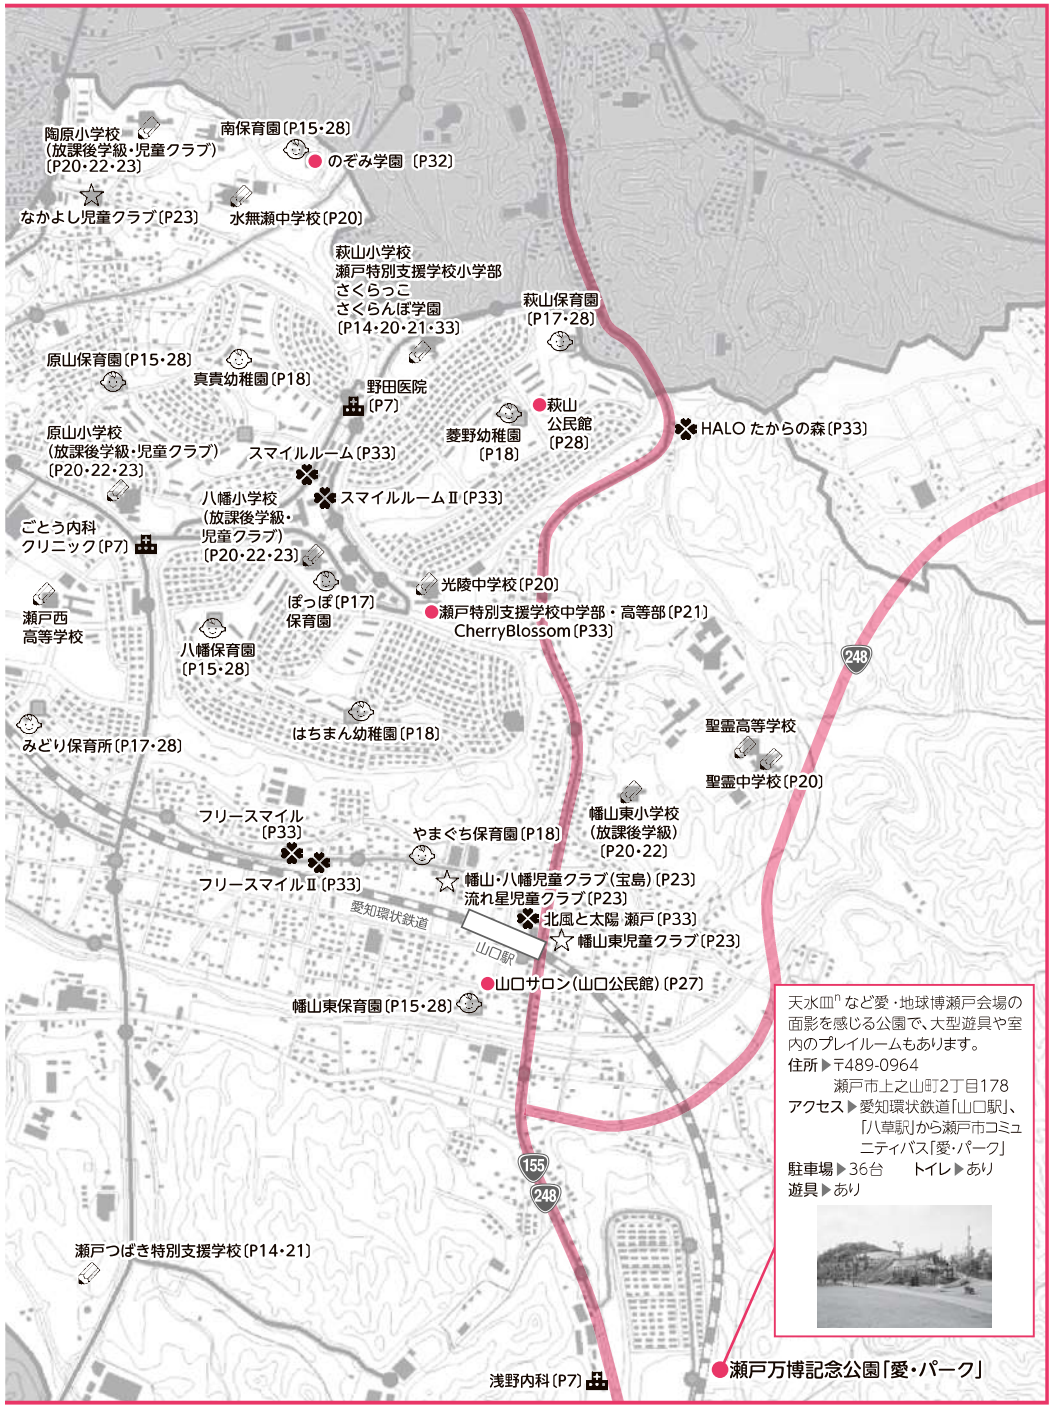 陶原小学校
(放課後学級・児童クラブ)
〔P20・22・23〕
南保育園〔P15・28〕
のぞみ学園〔P32〕
なかよし児童クラブ〔P23〕
水無瀬中学校〔P20〕
萩山小学校
瀬戸特別支援学校小学部
さくらっこ
さくらんぼ学園
〔P14・20・21・33〕
萩山保育園
〔P17・28〕
原山保育園〔P15・28〕
真貴幼稚園〔P18〕
野田医院
〔P7〕
萩山
公民館
〔P28〕
菱野幼稚園
〔P18〕
HALO たからの森〔P33〕
原山小学校
(放課後学級・児童クラブ)
〔P20・22・23〕
スマイルルーム〔P33〕
スマイルルームⅡ〔P33〕
八幡小学校
(放課後学級・
児童クラブ)
〔P20・22・23〕
ごとう内科
クリニック〔P7〕
光陵中学校〔P20〕
ぽっぽ〔P17〕
保育園
瀬戸特別支援学校中学部・高等部〔P21〕
CherryBlossom〔P33〕
瀬戸西
高等学校
八幡保育園
〔P15・28〕
248
はちまん幼稚園〔P18〕
みどり保育所〔P17・28〕
聖霊高等学校
聖霊中学校〔P20〕
幡山東小学校
(放課後学級)
〔P20・22〕
フリースマイル
〔P33〕
フリースマイルⅡ〔P33〕
やまぐち保育園〔P18〕
幡山・八幡児童クラブ(宝島)〔P23〕
流れ星児童クラブ〔P23〕
愛知環状鉄道
北風と太陽 瀬戸〔P33〕
幡山東児童クラブ〔P23〕
山口駅
山口サロン(山口公民館)〔P27〕
幡山東保育園〔P15・28〕
天水皿ⁿなど愛・地球博瀬戸会場の
面影を感じる公園で、大型遊具や室
内のプレイルームもあります。
住所▶〒489-0964
瀬戸市上之山町2丁目178
アクセス▶愛知環状鉄道「山口駅」、
「八草駅」から瀬戸市コミュ
ニティバス「愛・パーク」
駐車場▶36台 トイレ▶あり
遊具▶あり
155
248
瀬戸つばき特別支援学校〔P14・21〕
浅野内科〔P7〕
瀬戸万博記念公園「愛・パーク」